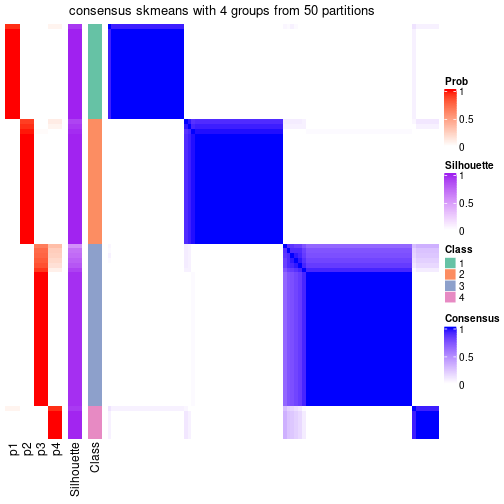 consensus skmeans with 4 groups from 50 partitions
Prob
1
0.5
0
Silhouette
1
0.5
0
Class
1
2
3
4
Consensus
1
0.5
0
p1
p2
p3
p4
Silhouette
Class